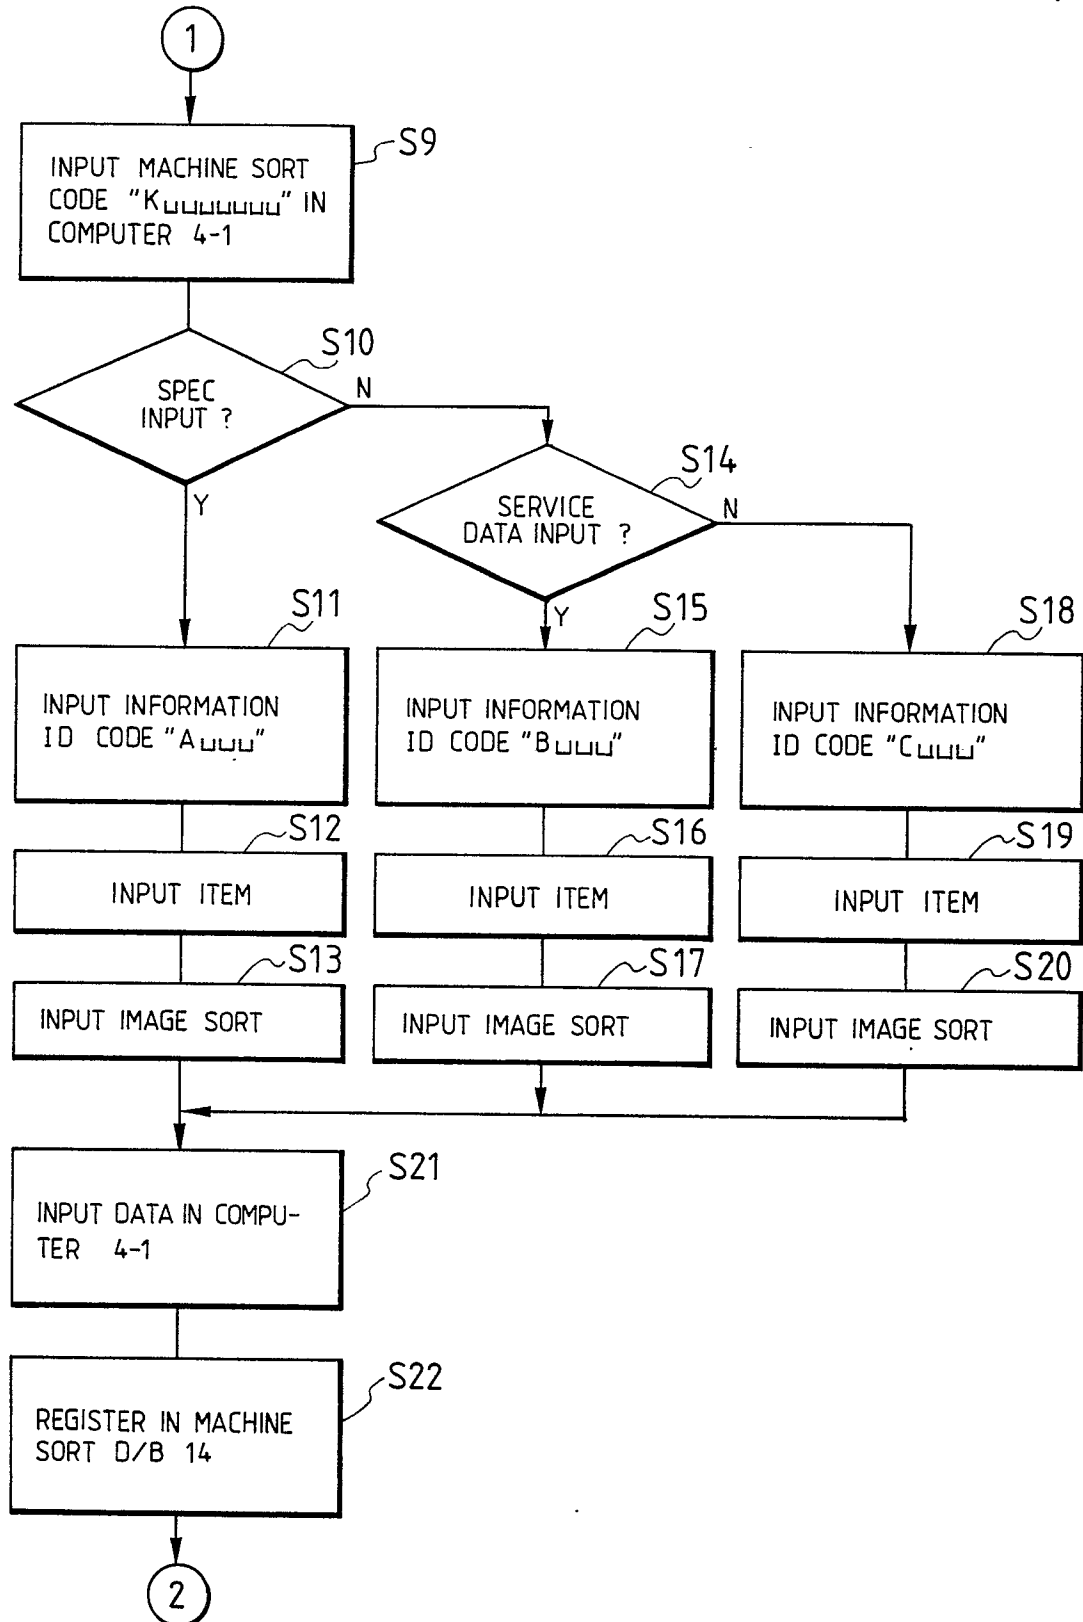 1
S9
INPUT MACHINE SORT
CODE "K␣␣␣␣␣␣␣" IN
COMPUTER 4-1
S10
SPEC
INPUT ?
N
Y
S14
SERVICE
DATA INPUT ?
N
Y
S11
INPUT INFORMATION
ID CODE "A␣␣␣"
S15
INPUT INFORMATION
ID CODE "B␣␣␣"
S18
INPUT INFORMATION
ID CODE "C␣␣␣"
S12
INPUT ITEM
S16
INPUT ITEM
S19
INPUT ITEM
S13
INPUT IMAGE SORT
S17
INPUT IMAGE SORT
S20
INPUT IMAGE SORT
S21
INPUT DATA IN COMPU-
TER 4-1
S22
REGISTER IN MACHINE
SORT D/B 14
2